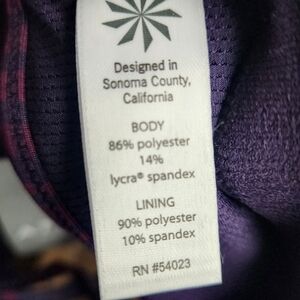 Designed in
Sonoma County,
California
BODY
86% polyester
14%
lycra® spandex
LINING
90% polyester
10% spandex
RN #54023